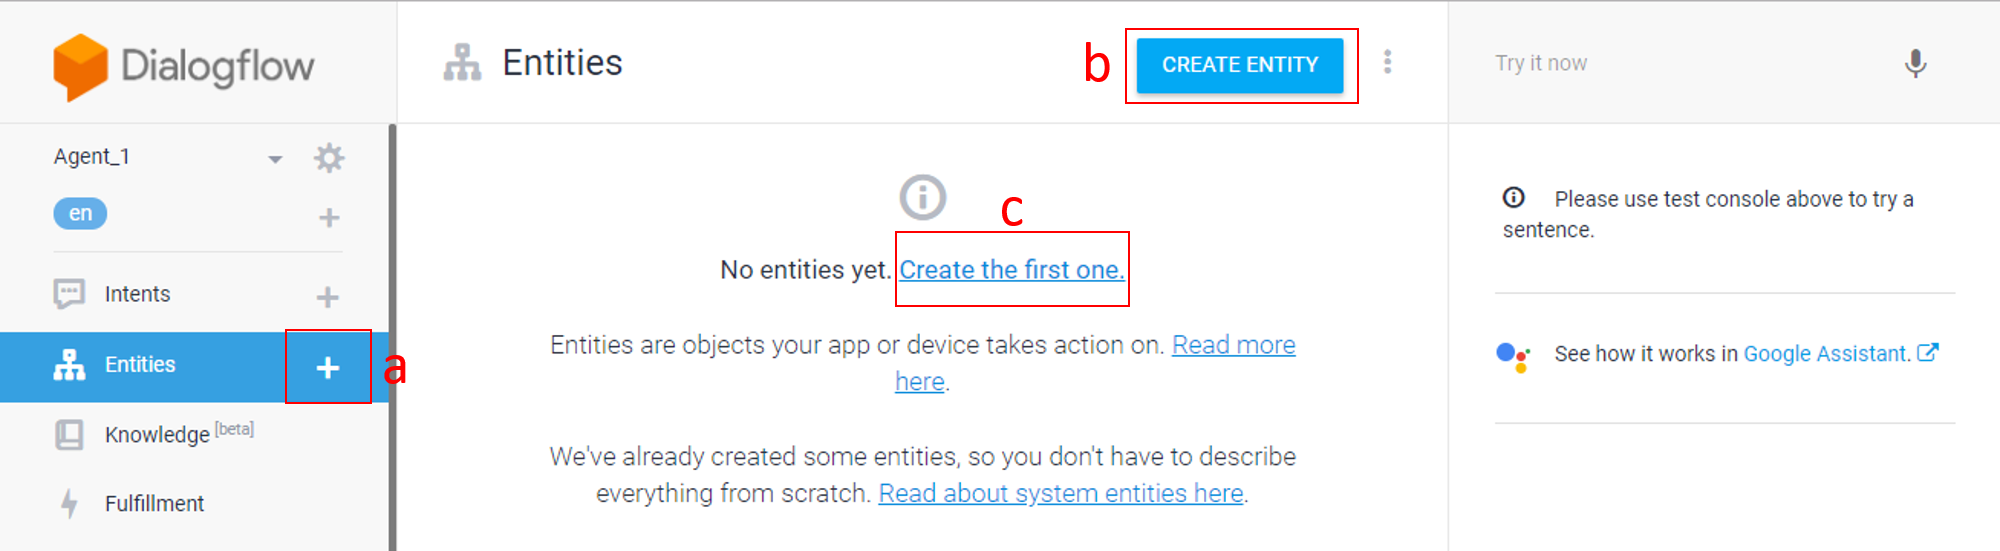 Dialogflow
Agent_1
en
Intents
Entities
a
Knowledge [beta]
Fulfillment
Entities
b
CREATE ENTITY
c
No entities yet. Create the first one.
Entities are objects your app or device takes action on. Read more
here.
We've already created some entities, so you don't have to describe
everything from scratch. Read about system entities here.
Try it now
Please use test console above to try a
sentence.
See how it works in Google Assistant.